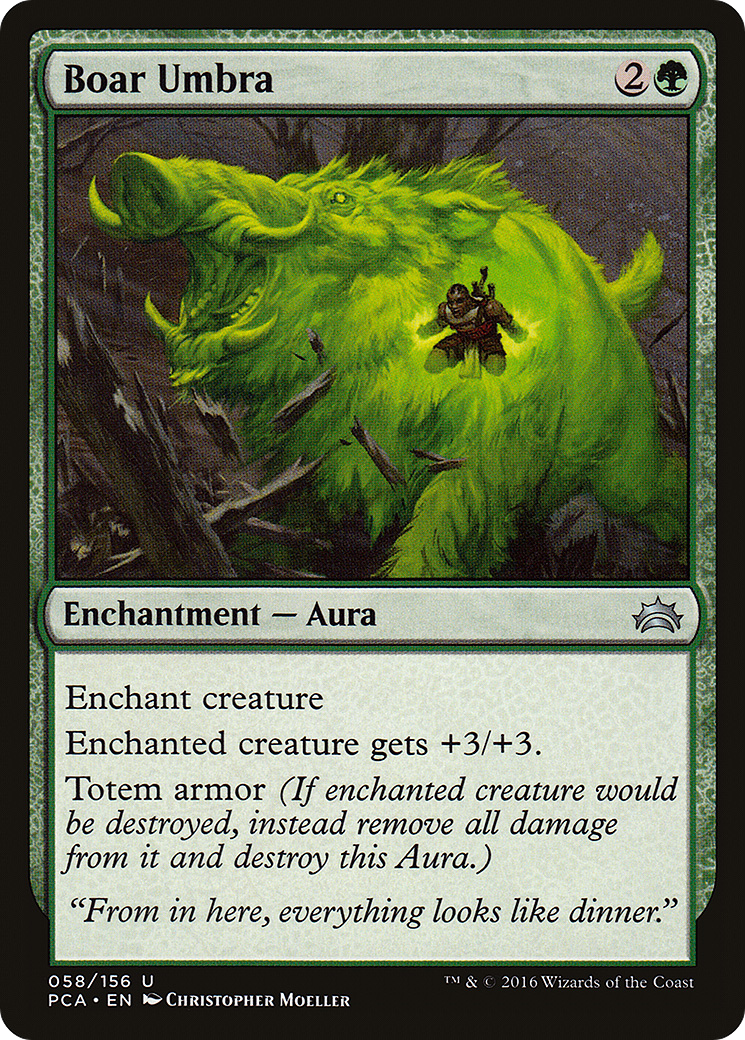 Boar Umbra 2
Enchantment — Aura
Enchant creature
Enchanted creature gets +3/+3.
Totem armor (If enchanted creature would
be destroyed, instead remove all damage
from it and destroy this Aura.)
“From in here, everything looks like dinner.”
058/156 U
™ & © 2016 Wizards of the Coast
PCA • EN Christopher Moeller